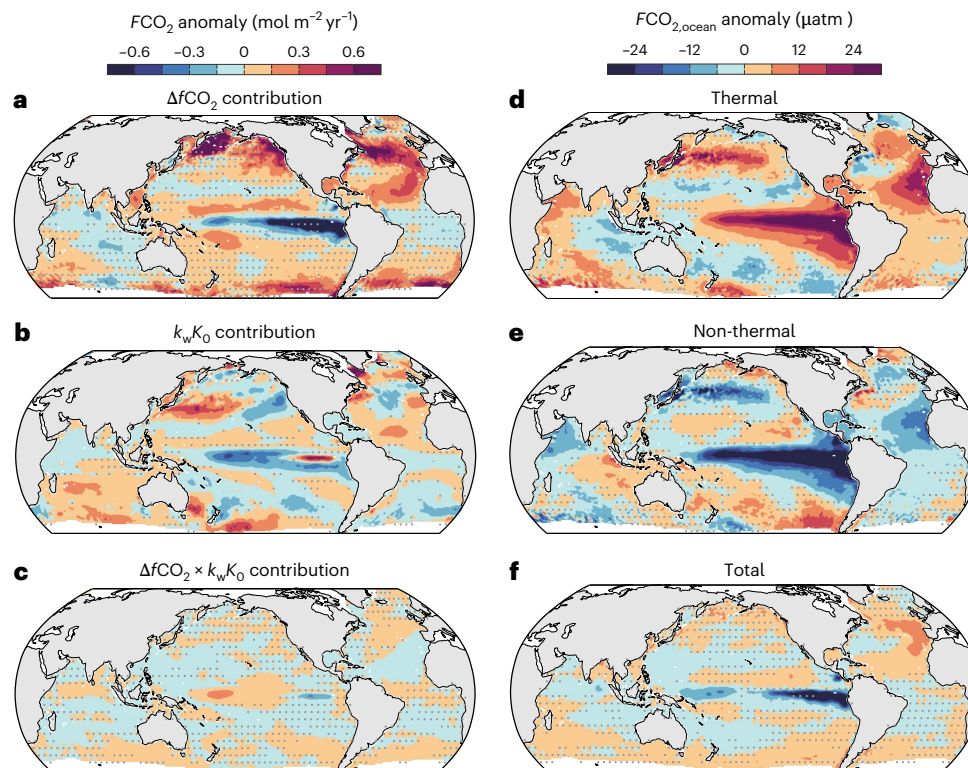 FCO₂ anomaly (mol m⁻² yr⁻¹)
−0.6 −0.3 0 0.3 0.6
a
ΔfCO₂ contribution
b
kwK₀ contribution
c
ΔfCO₂ × kwK₀ contribution
FCO₂,ocean anomaly (µatm )
−24 −12 0 12 24
d
Thermal
e
Non-thermal
f
Total